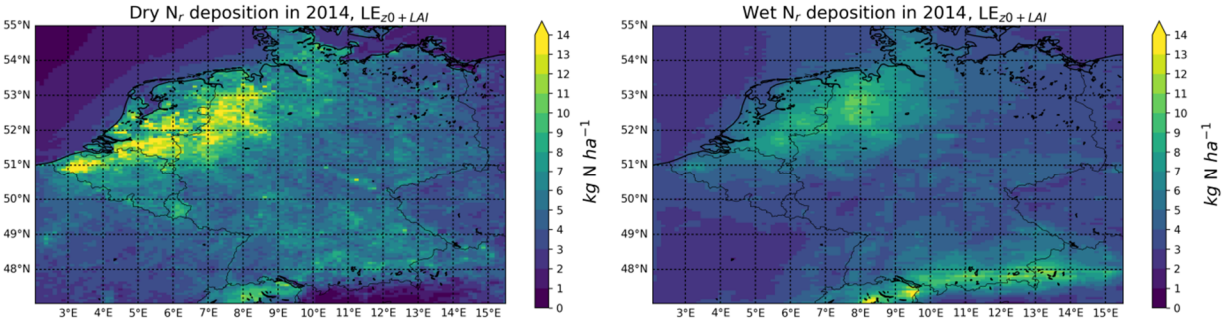 Dry Nr deposition in 2014, LEz0+LAI
55°N
54°N
53°N
52°N
51°N
50°N
49°N
48°N
3°E 4°E 5°E 6°E 7°E 8°E 9°E 10°E 11°E 12°E 13°E 14°E 15°E
14
13
12
11
10
9
8
7
6
5
4
3
2
1
0
kg N ha−1
Wet Nr deposition in 2014, LEz0+LAI
55°N
54°N
53°N
52°N
51°N
50°N
49°N
48°N
3°E 4°E 5°E 6°E 7°E 8°E 9°E 10°E 11°E 12°E 13°E 14°E 15°E
14
13
12
11
10
9
8
7
6
5
4
3
2
1
0
kg N ha−1